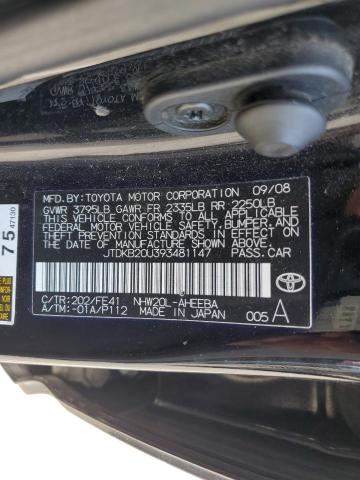 MFD.BY:TOYOTA MOTOR CORPORATION 09/08
GVWR 3795LB GAWR FR 2335LB RR 2250LB
THIS VEHICLE CONFORMS TO ALL APPLICABLE
FEDERAL MOTOR VEHICLE SAFETY, BUMPER, AND
THEFT PREVENTION STANDARDS IN EFFECT ON
THE DATE OF MANUFACTURE SHOWN ABOVE.
JTDKB20U393481147 PASS.CAR
C/TR:202/FE41 NHW20L-AHEEBA
A/TM:-01A/P112 MADE IN JAPAN 005 A
TOYOTA
75 47130